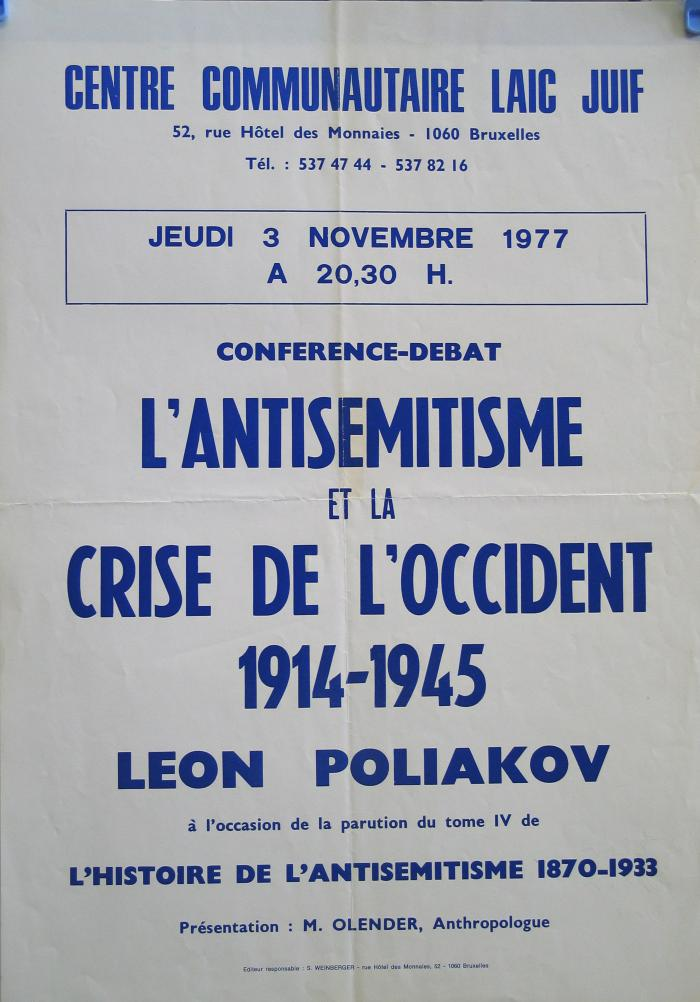 CENTRE COMMUNAUTAIRE LAIC JUIF
52, rue Hôtel des Monnaies - 1060 Bruxelles
Tél. : 537 47 44 - 537 82 16
JEUDI 3 NOVEMBRE 1977
A 20,30 H.
CONFERENCE-DEBAT
L'ANTISEMITISME
ET LA
CRISE DE L'OCCIDENT
1914-1945
LEON POLIAKOV
à l'occasion de la parution du tome IV de
L'HISTOIRE DE L'ANTISEMITISME 1870-1933
Présentation : M. OLENDER, Anthropologue
Editeur responsable : S. WEINBERGER - rue Hôtel des Monnaies, 52 - 1060 Bruxelles